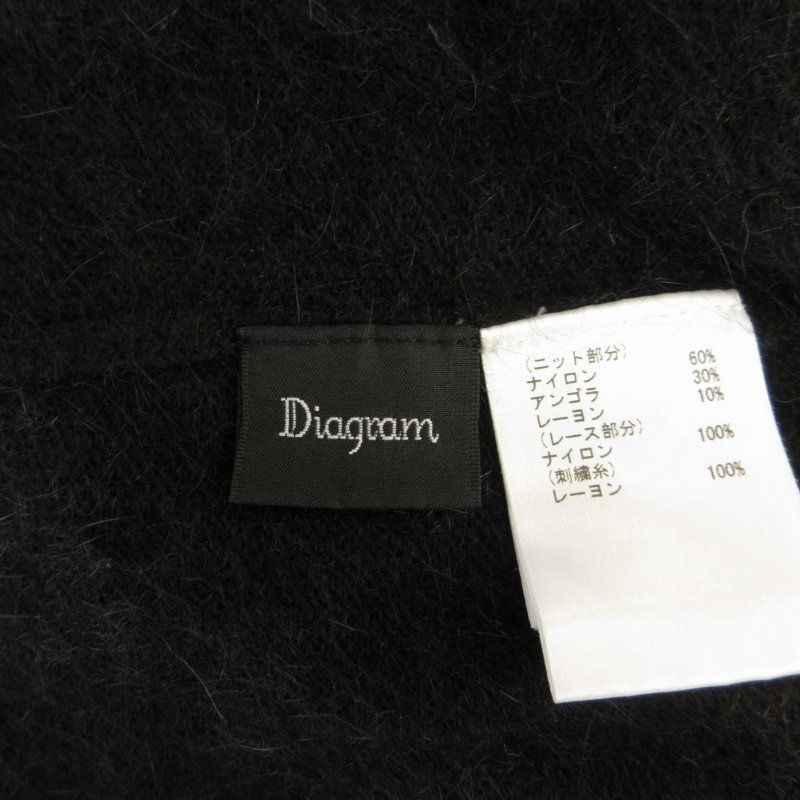 Diagram
(ニット部分)
ナイロン 60%
アンゴラ 30%
レーヨン 10%
(レース部分)
ナイロン 100%
(刺繍糸)
レーヨン 100%